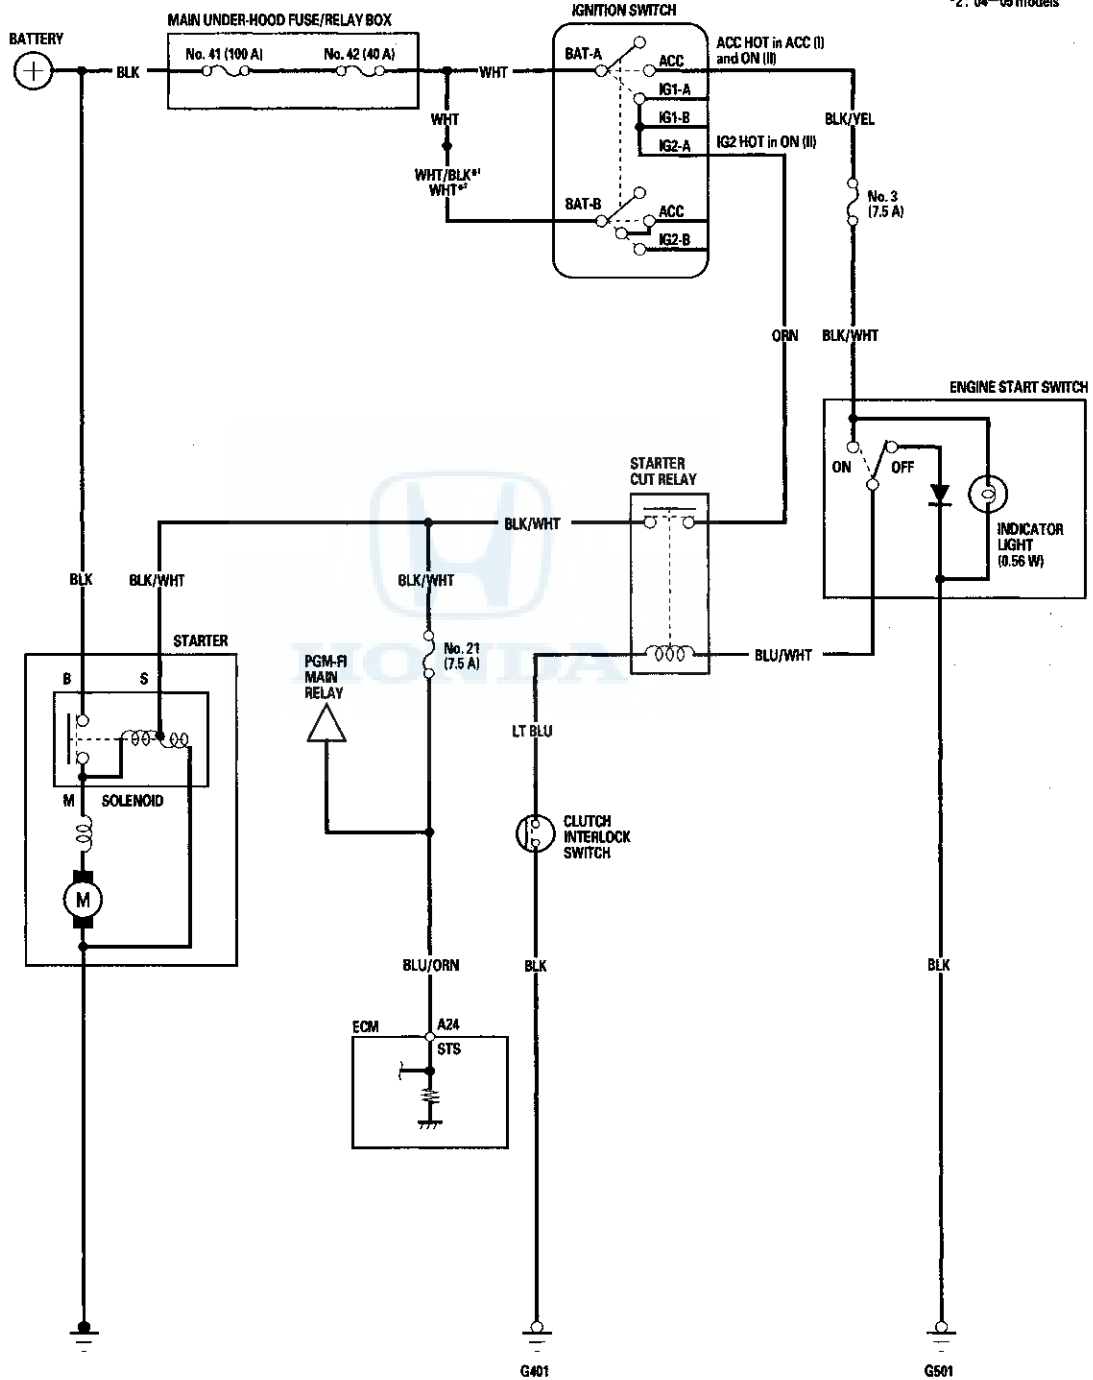 *2 : '04—05 models
IGNITION SWITCH
MAIN UNDER-HOOD FUSE/RELAY BOX
BATTERY
No. 41 (100 A)
No. 42 (40 A)
BLK
WHT
BAT-A
ACC
ACC HOT in ACC (I)
and ON (II)
IG1-A
IG1-B
IG2-A
IG2 HOT in ON (II)
WHT
WHT/BLK*1
WHT*2
BAT-B
ACC
IG2-B
BLK/YEL
No. 3
(7.5 A)
ORN
BLK/WHT
ENGINE START SWITCH
ON
OFF
INDICATOR
LIGHT
(0.56 W)
STARTER
CUT RELAY
BLK/WHT
BLK
BLK/WHT
BLK/WHT
No. 21
(7.5 A)
HONDA
BLU/WHT
STARTER
B
S
PGM-FI
MAIN
RELAY
LT BLU
M
SOLENOID
M
CLUTCH
INTERLOCK
SWITCH
BLU/ORN
BLK
BLK
ECM
A24
STS
G401
G501